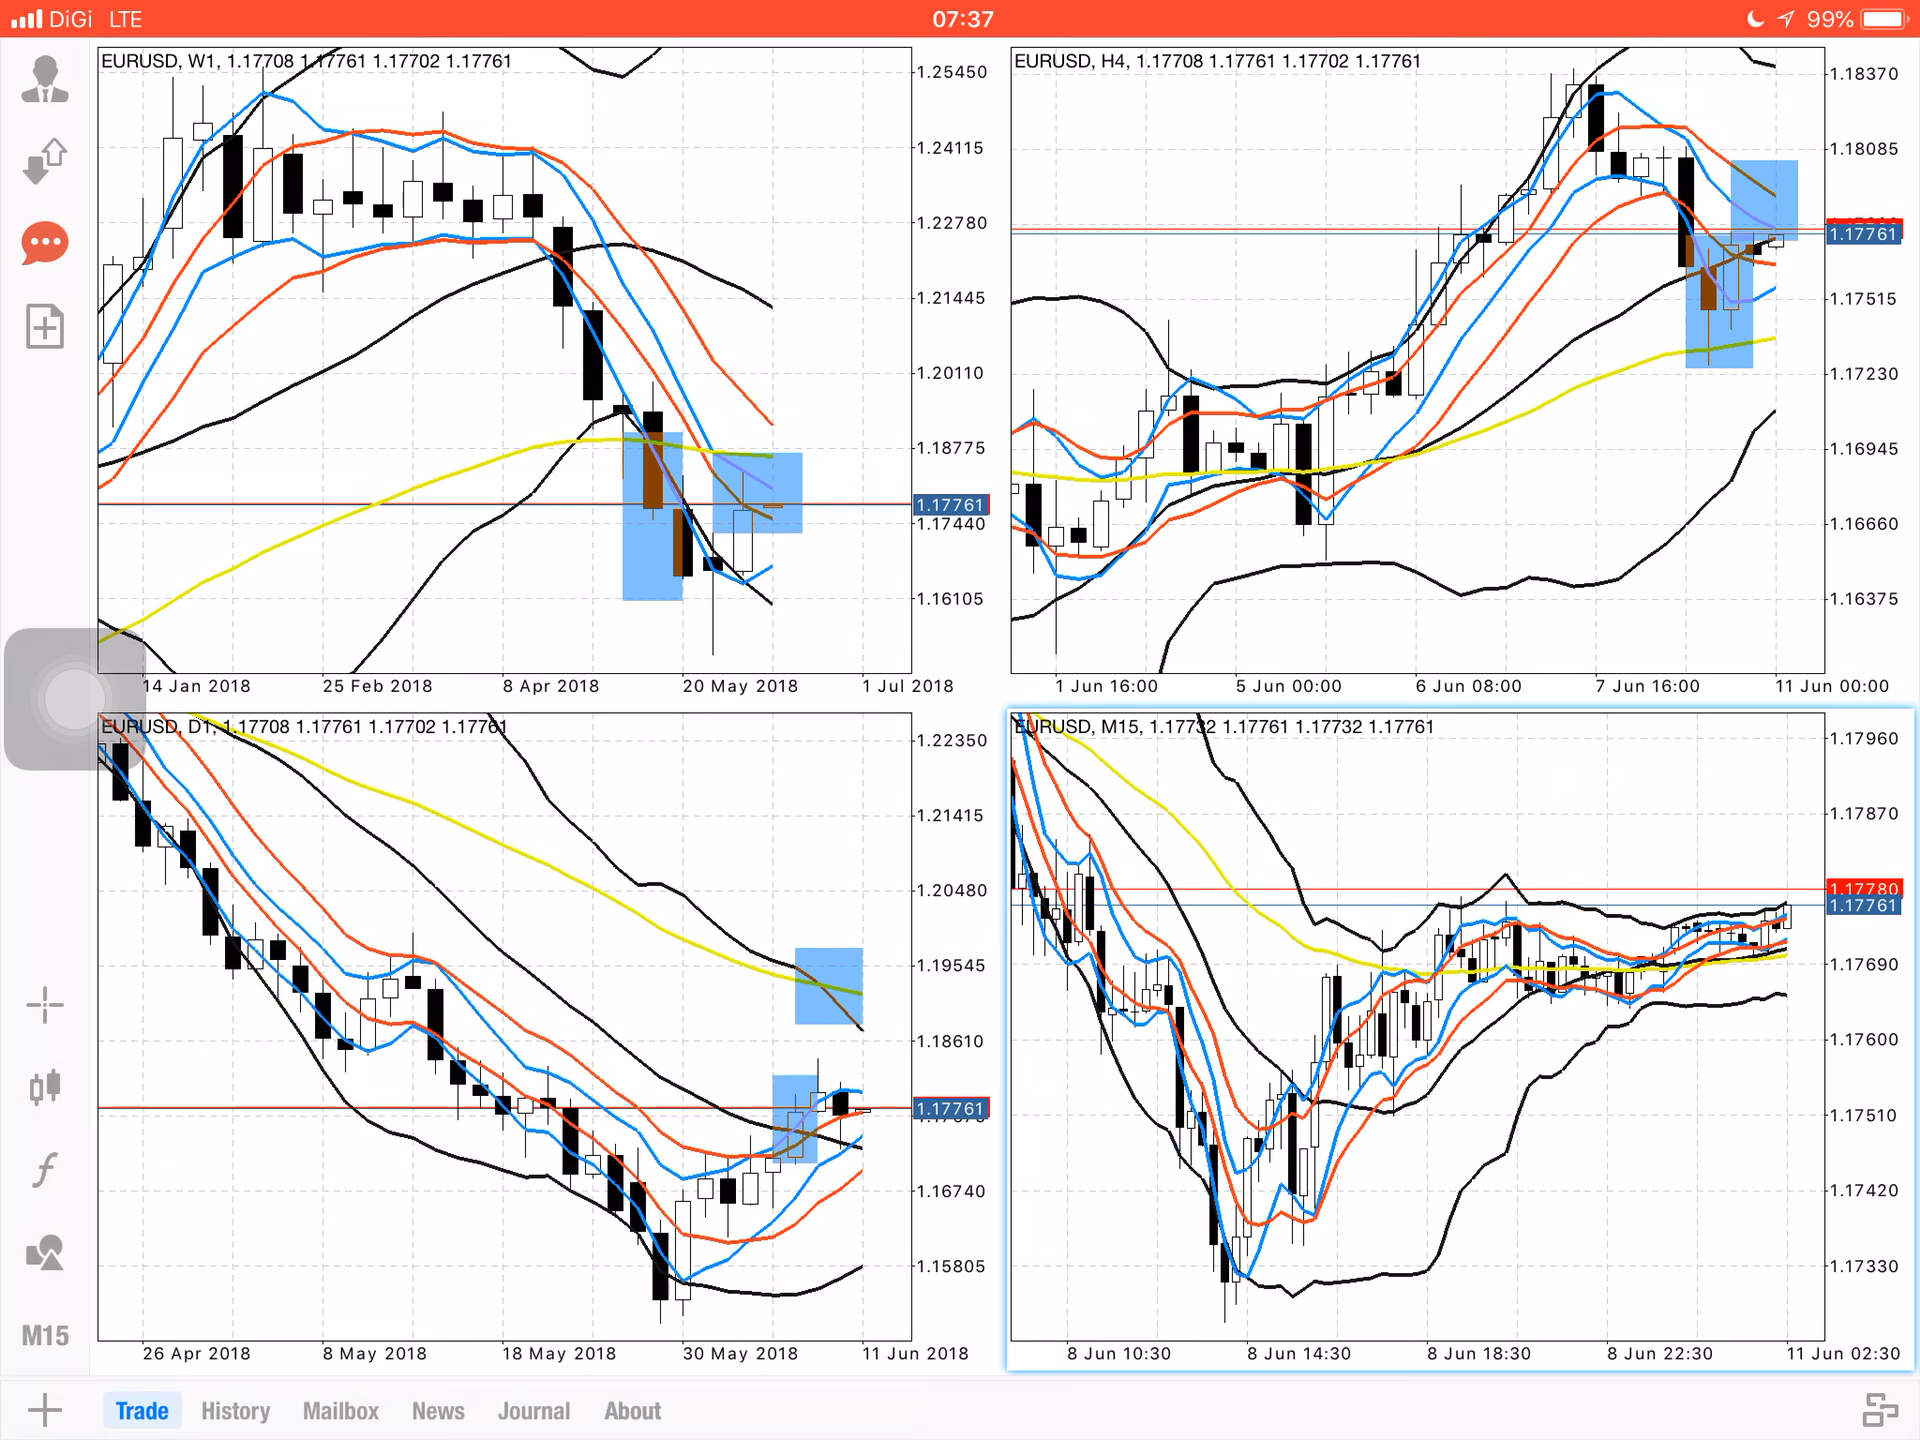 DiGi LTE 07:37 99%
EURUSD, W1, 1.17708 1.17761 1.17702 1.17761
1.25450
1.24115
1.22780
1.21445
1.20110
1.18775
1.17761
1.17440
1.16105
14 Jan 2018 25 Feb 2018 8 Apr 2018 20 May 2018 1 Jul 2018
EURUSD, H4, 1.17708 1.17761 1.17702 1.17761
1.18370
1.18085
1.17761
1.17515
1.17230
1.16945
1.16660
1.16375
1 Jun 16:00 5 Jun 00:00 6 Jun 08:00 7 Jun 16:00 11 Jun 00:00
EURUSD, D1, 1.17708 1.17761 1.17702 1.17761
1.22350
1.21415
1.20480
1.19545
1.18610
1.17761
1.16740
1.15805
26 Apr 2018 8 May 2018 18 May 2018 30 May 2018 11 Jun 2018
EURUSD, M15, 1.17732 1.17761 1.17732 1.17761
1.17960
1.17870
1.17780
1.17761
1.17690
1.17600
1.17510
1.17420
1.17330
8 Jun 10:30 8 Jun 14:30 8 Jun 18:30 8 Jun 22:30 11 Jun 02:30
f
M15
Trade History Mailbox News Journal About